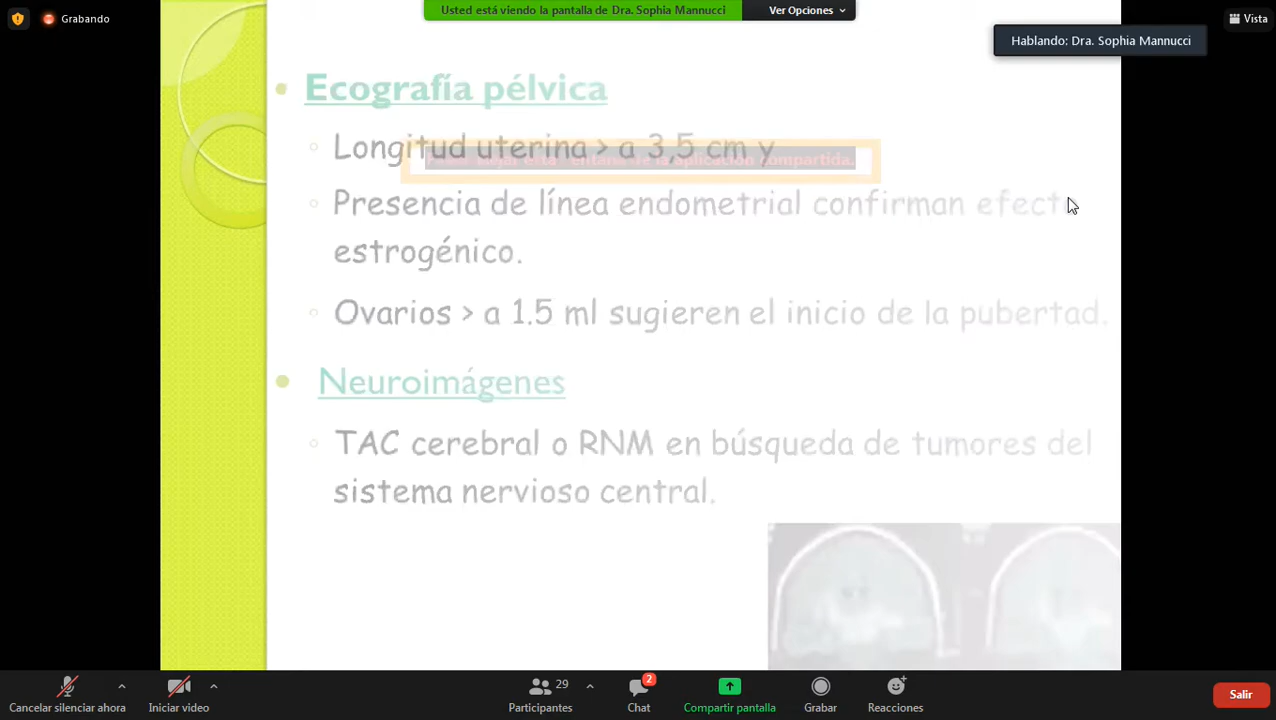 Grabando
Usted está viendo la pantalla de Dra. Sophia Mannucci
Ver Opciones
Vista
Hablando: Dra. Sophia Mannucci
Ecografía pélvica
Longitud uterina > a 3.5 cm y
la aplicación compartida.
Presencia de línea endometrial confirman efecto
estrogénico.
Ovarios > a 1.5 ml sugieren el inicio de la pubertad.
Neuroimágenes
TAC cerebral o RNM en búsqueda de tumores del
sistema nervioso central.
Cancelar silenciar ahora
Iniciar video
29
Participantes
2
Chat
Compartir pantalla
Grabar
Reacciones
Salir